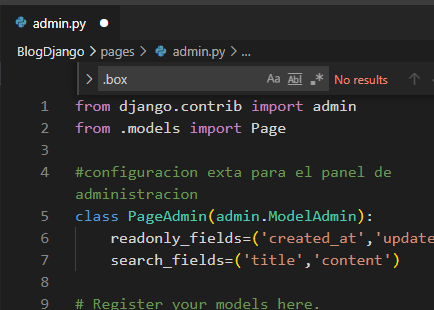 admin.py
BlogDjango > pages > admin.py > ...
> .box Aa Abl .* No results
1 from django.contrib import admin
2 from .models import Page
3
4 #configuracion exta para el panel de
administracion
5 class PageAdmin(admin.ModelAdmin):
6 readonly_fields=('created_at','update
7 search_fields=('title','content')
8
9 # Register your models here.